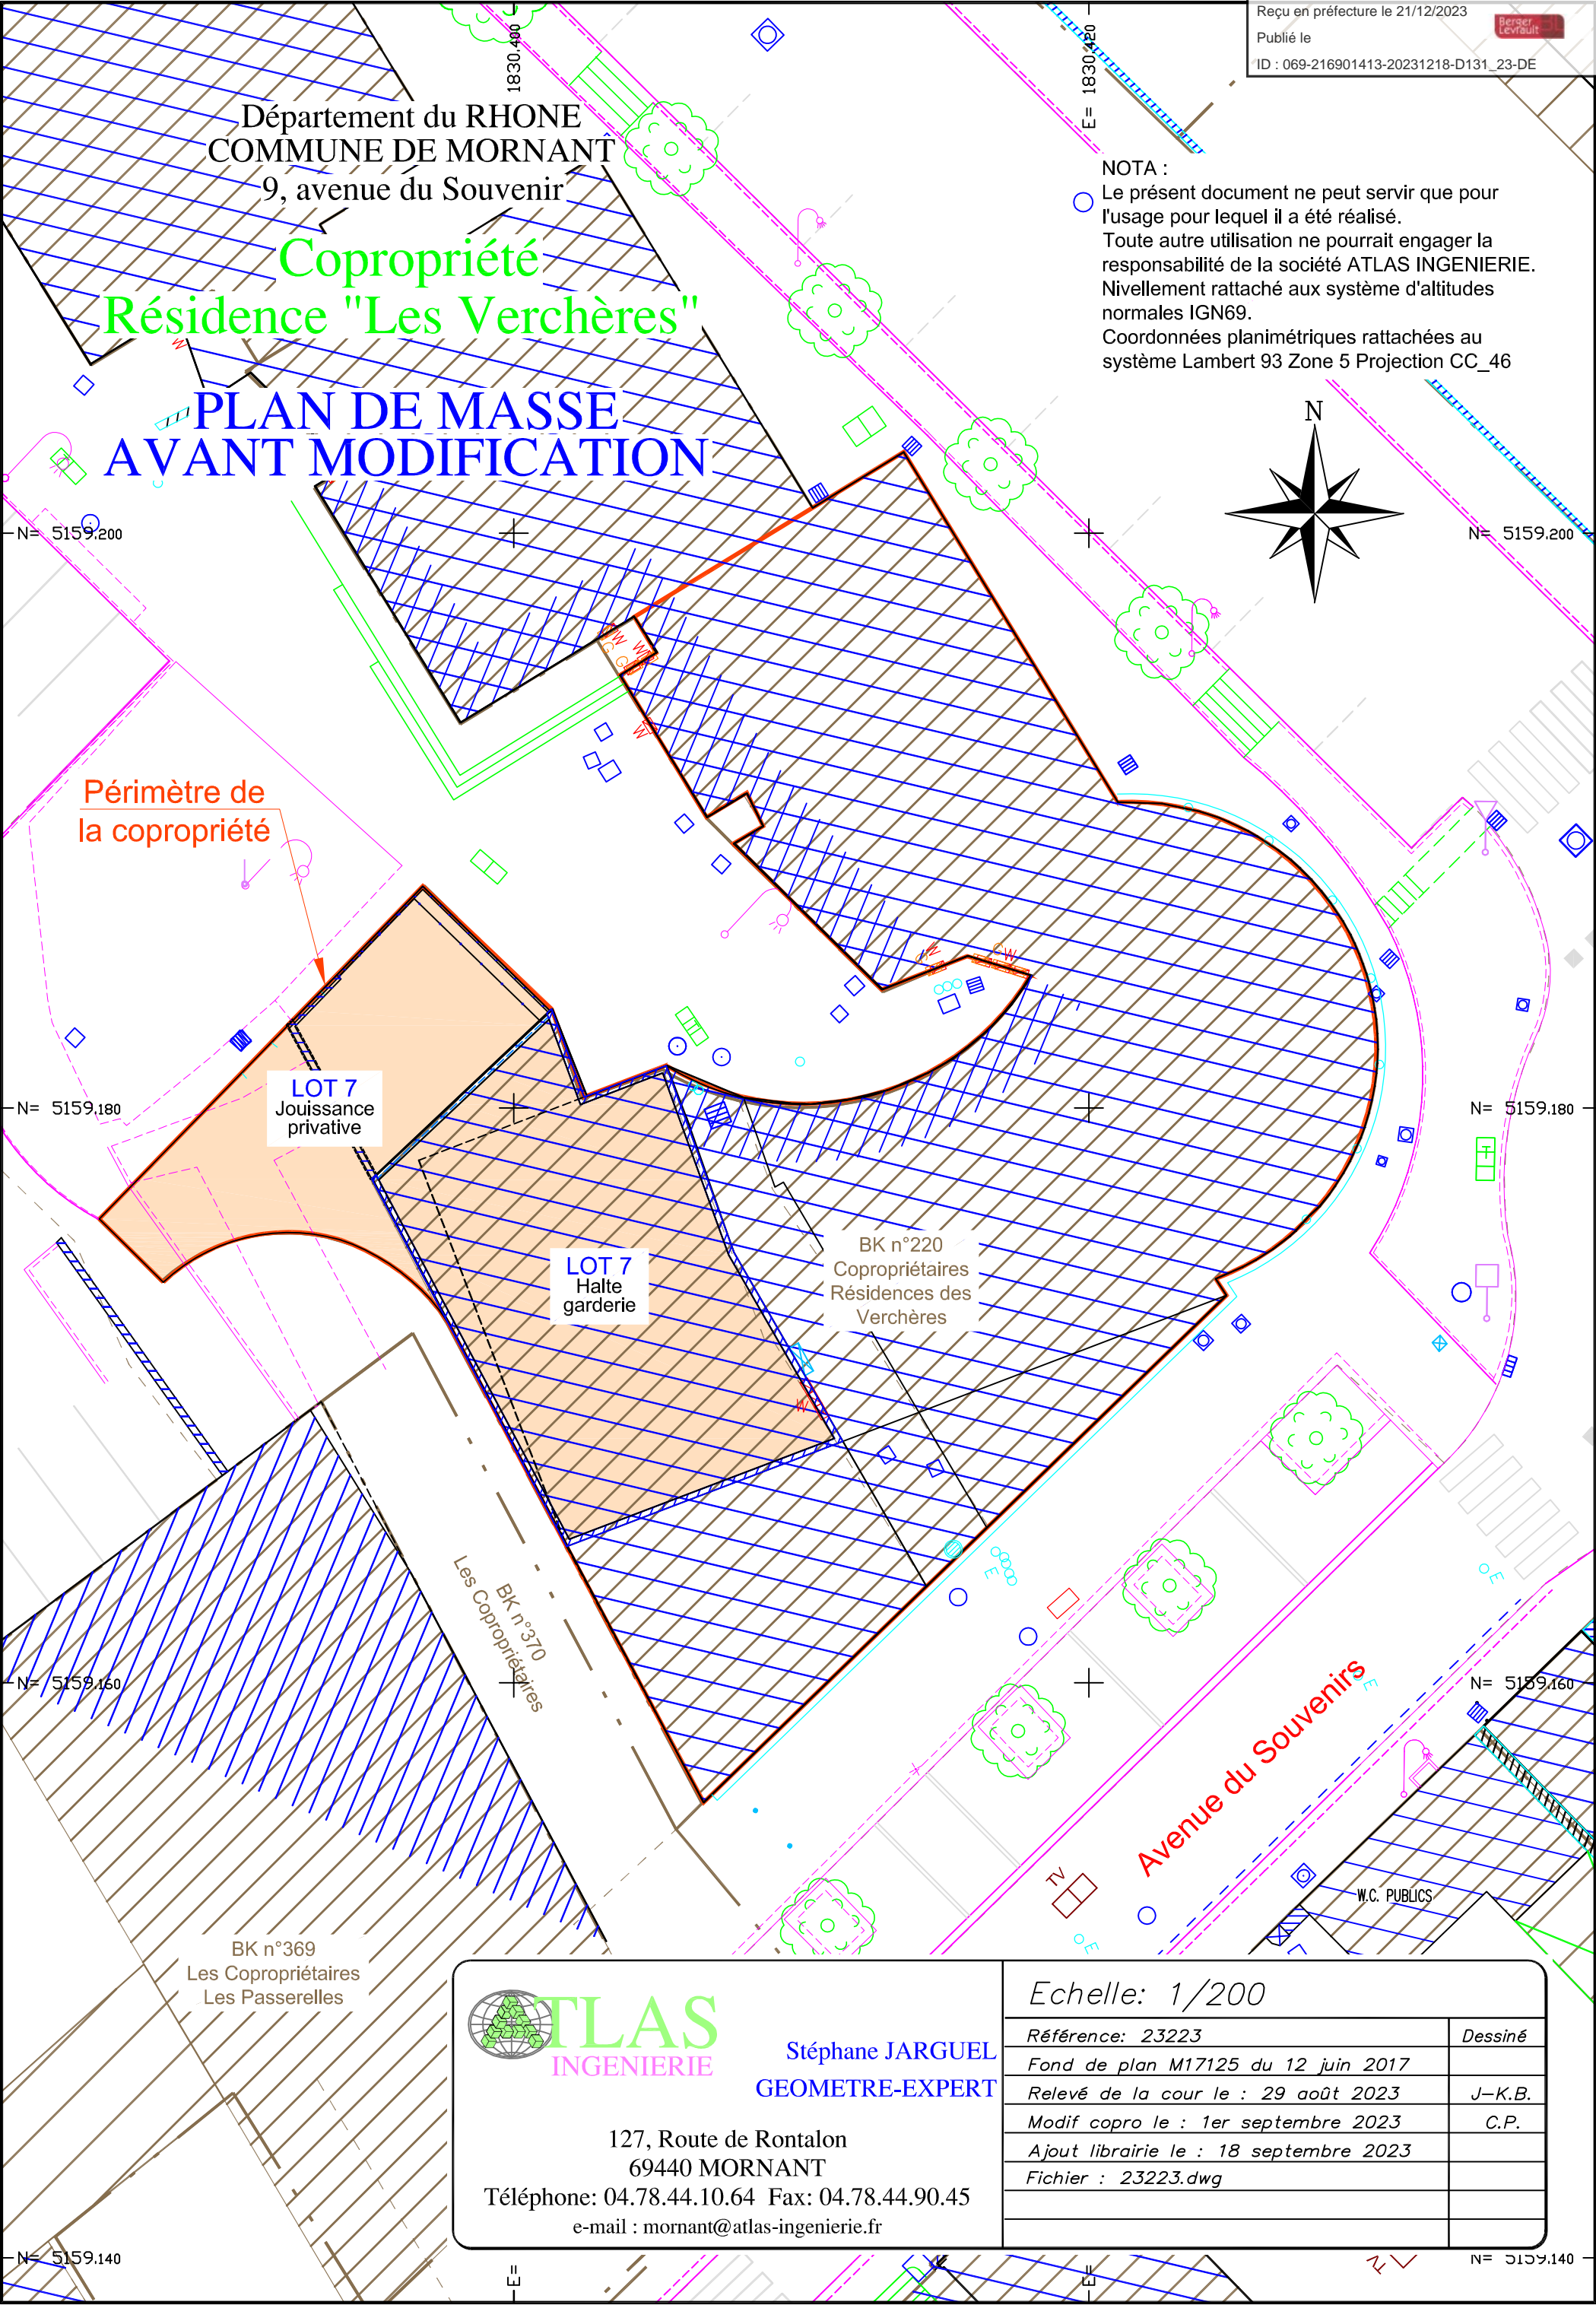 Reçu en préfecture le 21/12/2023
Publié le
Berger
Levrault
ID : 069-216901413-20231218-D131_23-DE
1830.400
E= 1830.420
Département du RHONE
COMMUNE DE MORNANT
9, avenue du Souvenir
Copropriété
Résidence "Les Verchères"
PLAN DE MASSE
AVANT MODIFICATION
NOTA :
Le présent document ne peut servir que pour
l'usage pour lequel il a été réalisé.
Toute autre utilisation ne pourrait engager la
responsabilité de la société ATLAS INGENIERIE.
Nivellement rattaché aux système d'altitudes
normales IGN69.
Coordonnées planimétriques rattachées au
système Lambert 93 Zone 5 Projection CC_46
N
N= 5159.200
N= 5159.200
Périmètre de
la copropriété
LOT 7
Jouissance
privative
N= 5159.180
N= 5159.180
LOT 7
Halte
garderie
BK n°220
Copropriétaires
Résidences des
Verchères
BK n°370
Les Copropriétaires
N= 5159.160
N= 5159.160
Avenue du Souvenirs
TV
W.C. PUBLICS
BK n°369
Les Copropriétaires
Les Passerelles
ATLAS
INGENIERIE
Stéphane JARGUEL
GEOMETRE-EXPERT
127, Route de Rontalon
69440 MORNANT
Téléphone: 04.78.44.10.64 Fax: 04.78.44.90.45
e-mail : mornant@atlas-ingenierie.fr
Echelle: 1/200
Référence: 23223 Dessiné
Fond de plan M17125 du 12 juin 2017
Relevé de la cour le : 29 août 2023 J-K.B.
Modif copro le : 1er septembre 2023 C.P.
Ajout librairie le : 18 septembre 2023
Fichier : 23223.dwg
N= 5159.140
N= 5159.140
E=
E=